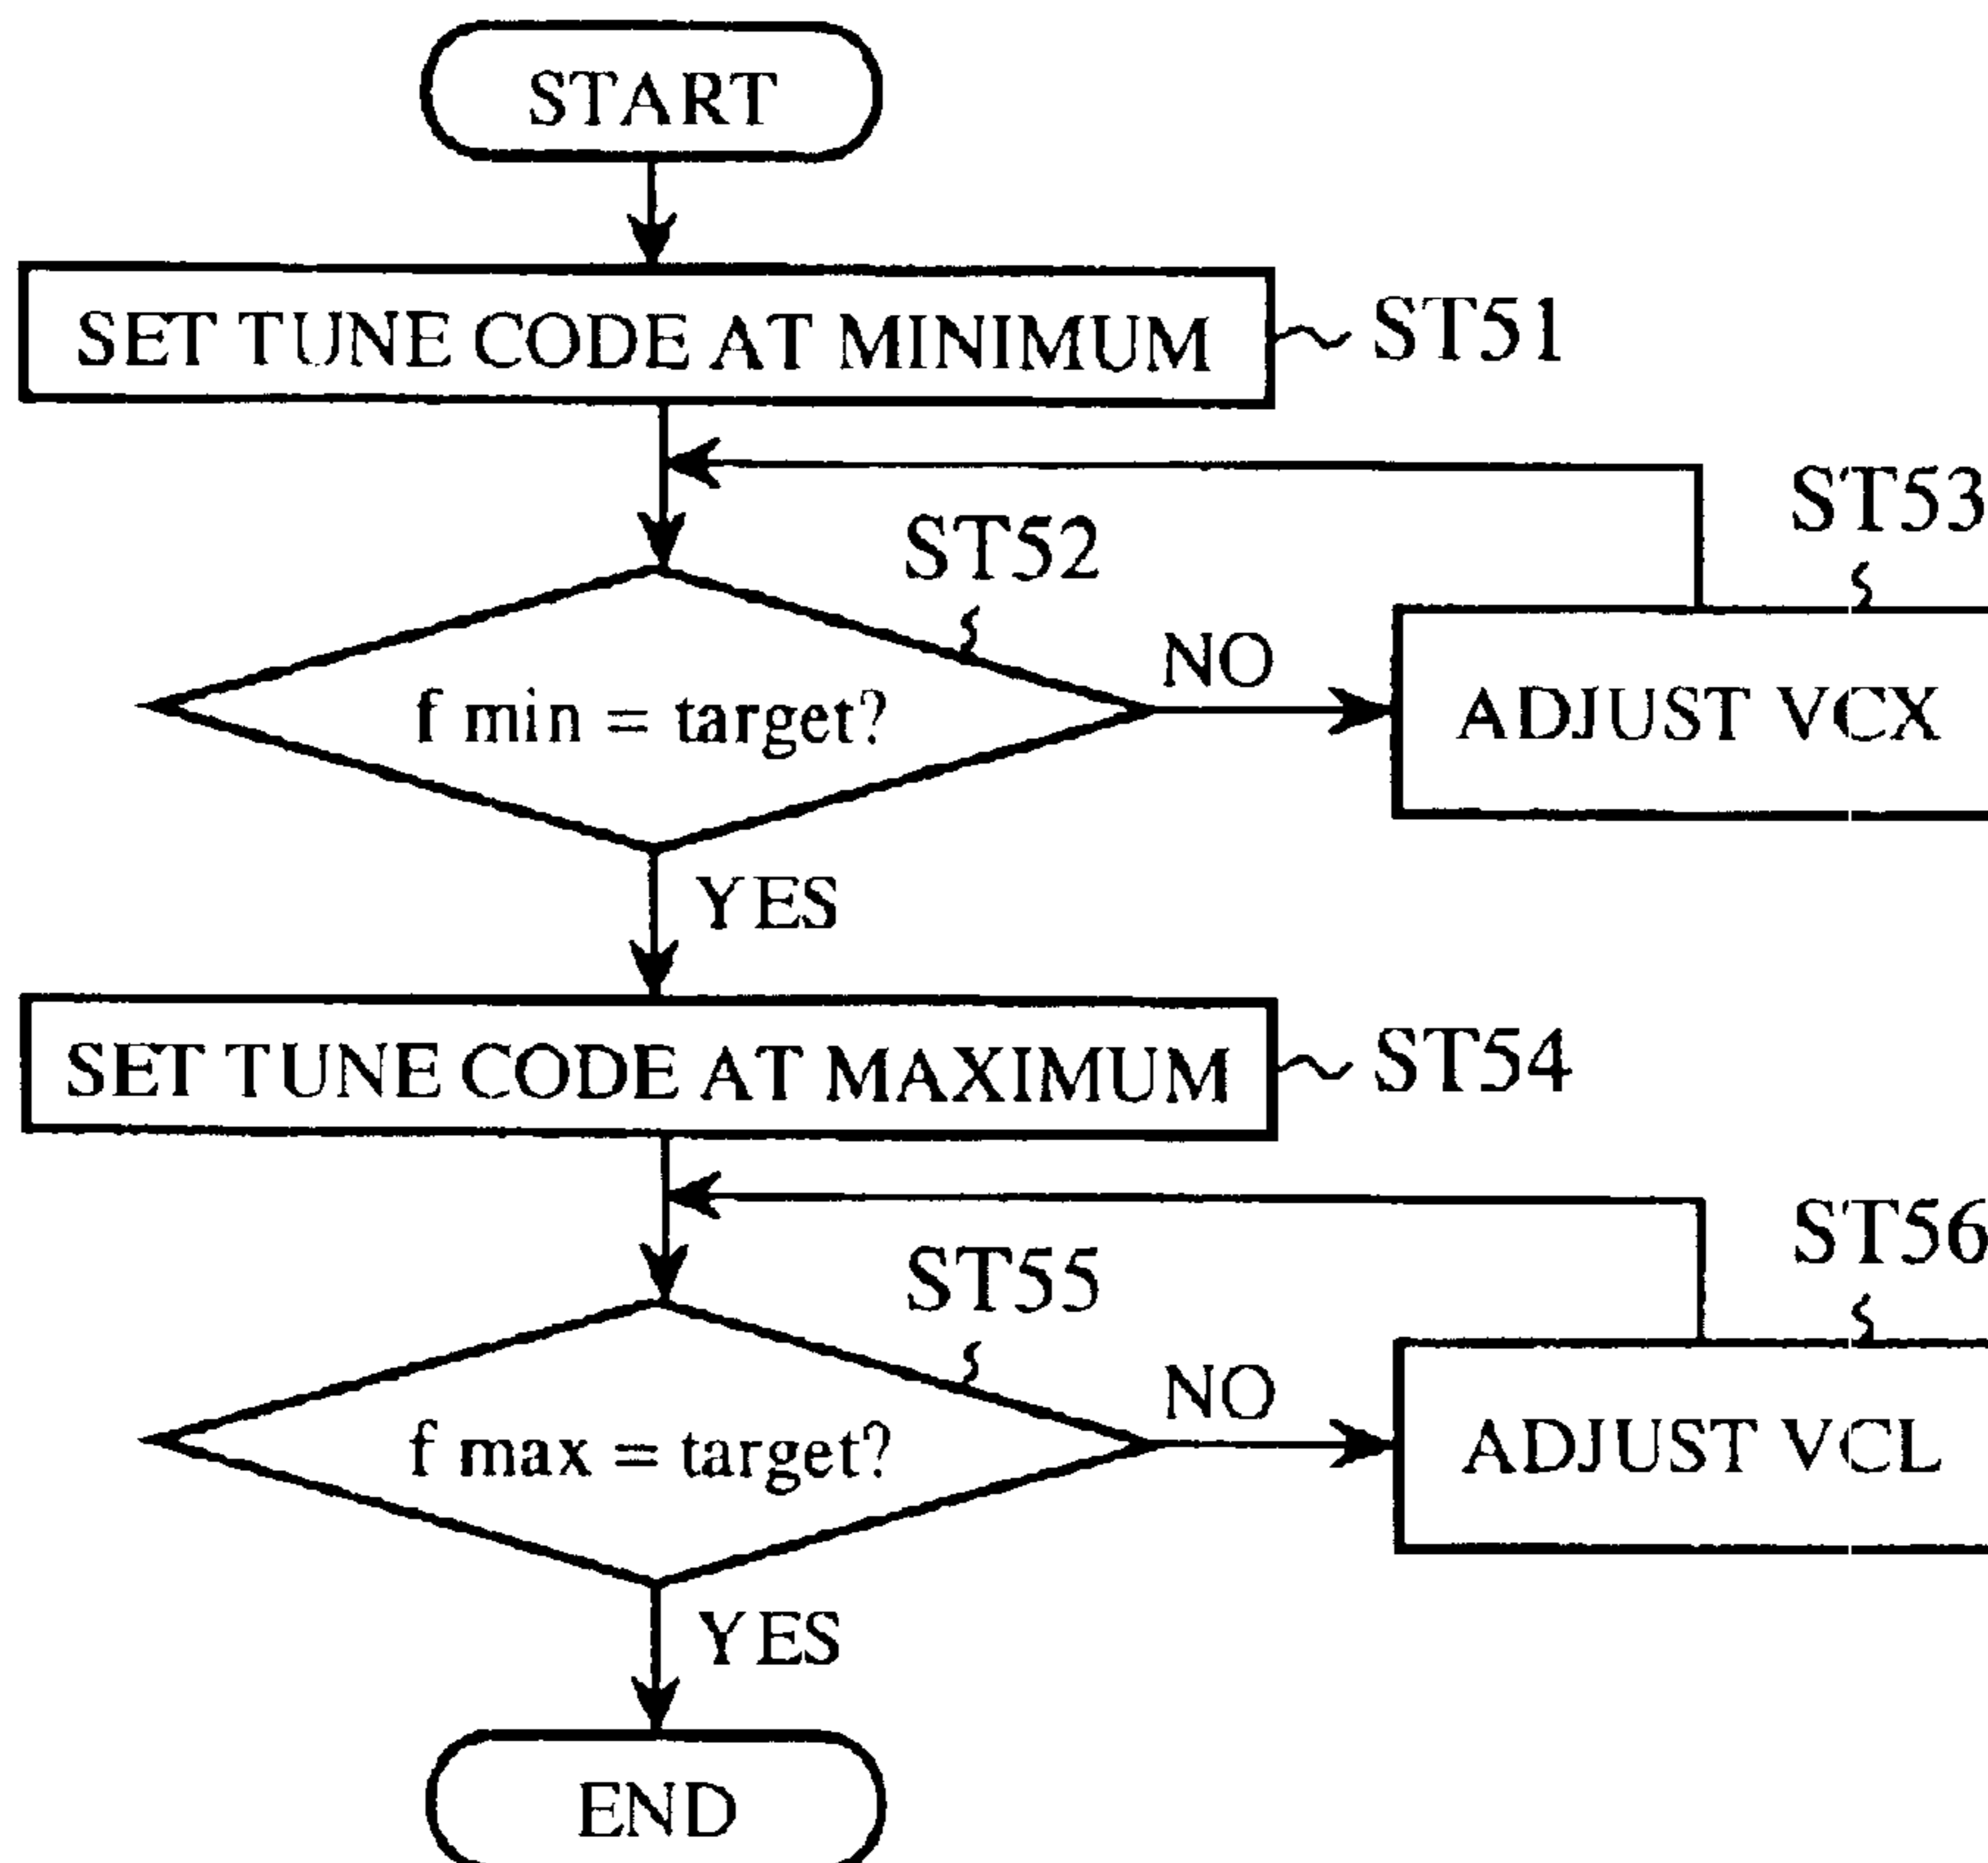 START
SET TUNE CODE AT MINIMUM
ST51
ST53
ST52
NO
f min = target?
ADJUST VCX
YES
SET TUNE CODE AT MAXIMUM
ST54
ST56
ST55
NO
f max = target?
ADJUST VCL
YES
END